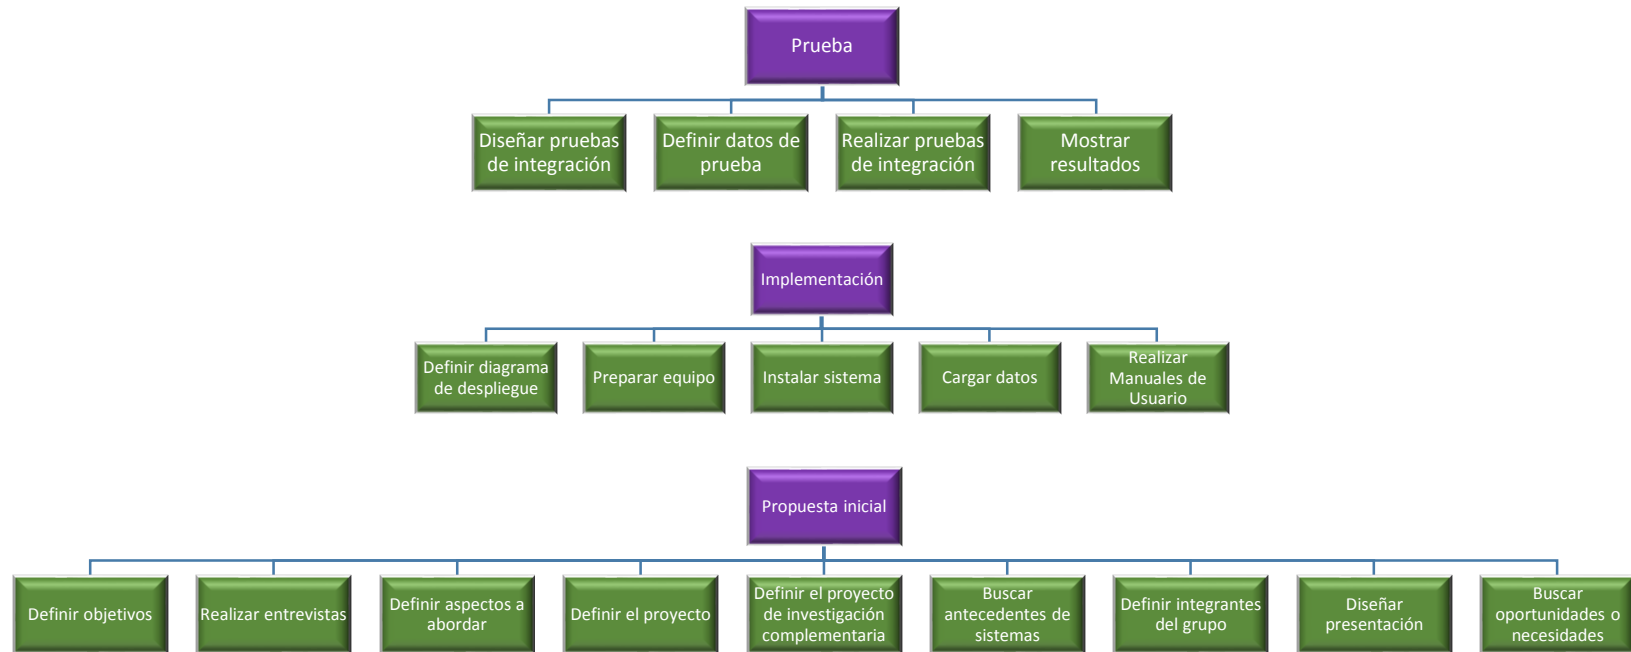 Prueba
Diseñar pruebas
de integración
Definir datos de
prueba
Realizar pruebas
de integración
Mostrar
resultados
Implementación
Definir diagrama
de despliegue
Preparar equipo
Instalar sistema
Cargar datos
Realizar
Manuales de
Usuario
Propuesta inicial
Definir objetivos
Realizar entrevistas
Definir aspectos a
abordar
Definir el proyecto
Definir el proyecto
de investigación
complementaria
Buscar
antecedentes de
sistemas
Definir integrantes
del grupo
Diseñar
presentación
Buscar
oportunidades o
necesidades